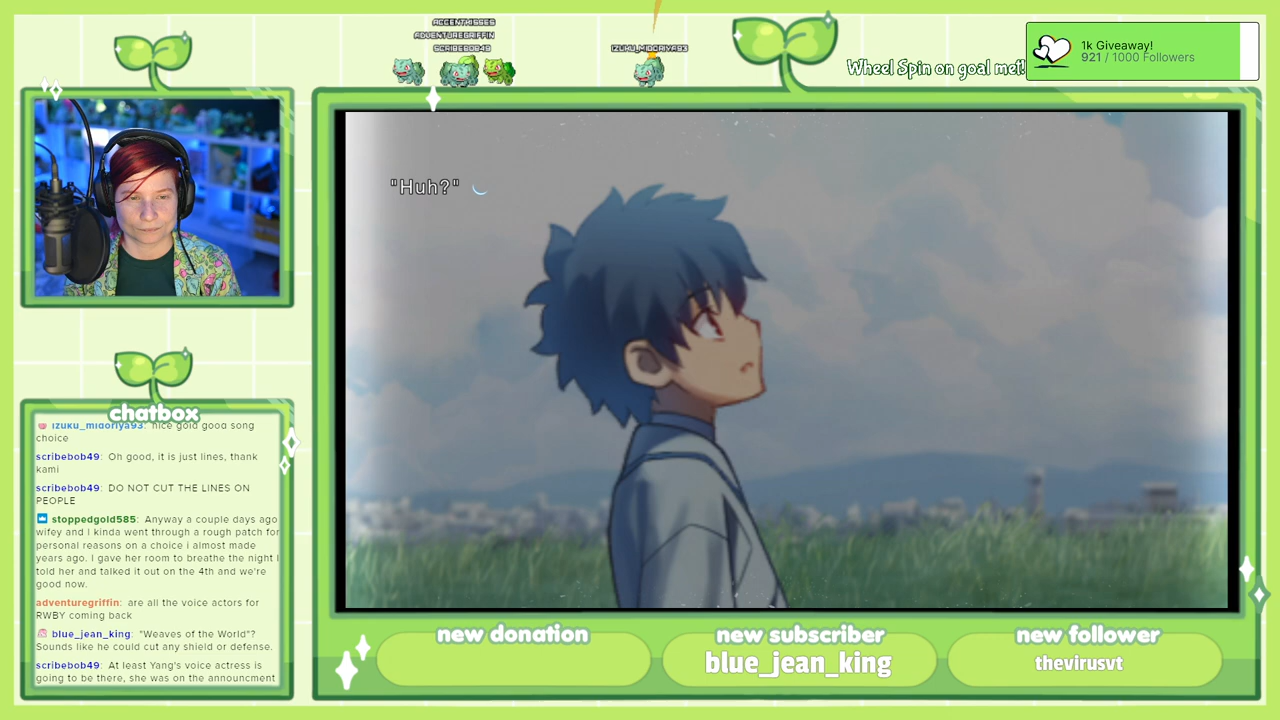 ACCENTMISSES
ADVENTUREGRIFFIN
SCRIBEBOB49
IZUKU_MIDORIYA93
Wheel Spin on goal met!
1k Giveaway!
921 / 1000 Followers
"Huh?"
chatbox
izuku_midoriya93: nice gold good song
choice
scribebob49: Oh good, it is just lines, thank
kami
scribebob49: DO NOT CUT THE LINES ON
PEOPLE
stoppedgold585: Anyway a couple days ago
wifey and I kinda went through a rough patch for
personal reasons on a choice i almost made
years ago. I gave her room to breathe the night I
told her and talked it out on the 4th and we're
good now.
adventuregriffin: are all the voice actors for
RWBY coming back
blue_jean_king: "Weaves of the World"?
Sounds like he could cut any shield or defense.
scribebob49: At least Yang's voice actress is
going to be there, she was on the announcment
new donation
new subscriber
blue_jean_king
new follower
thevirusvt